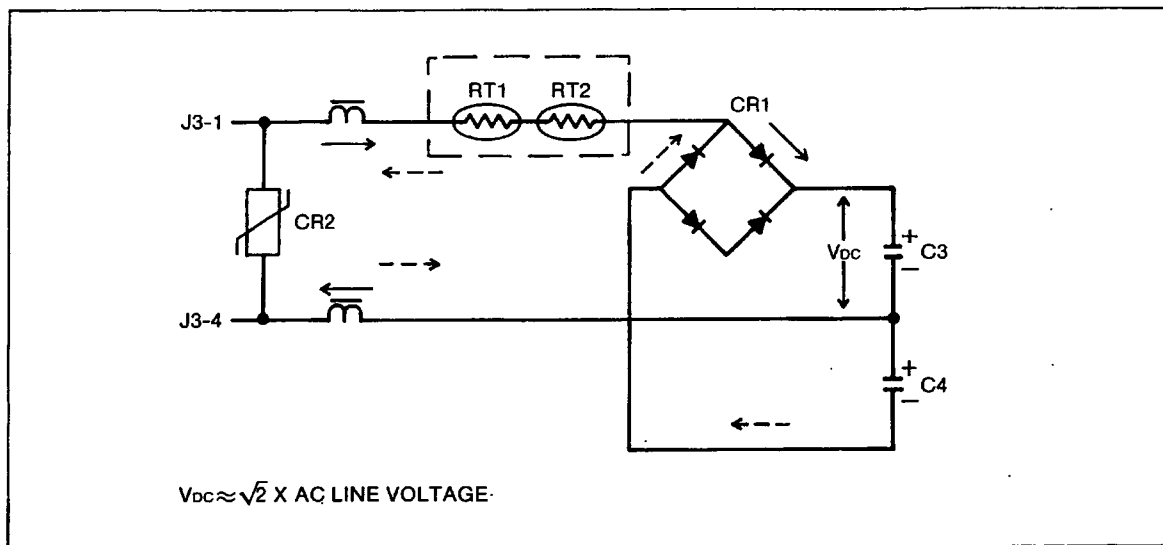 RT1 RT2
CR1
J3-1
CR2
VDC
+
C3
−
J3-4
+
C4
−
VDC≈√2 X AC LINE VOLTAGE